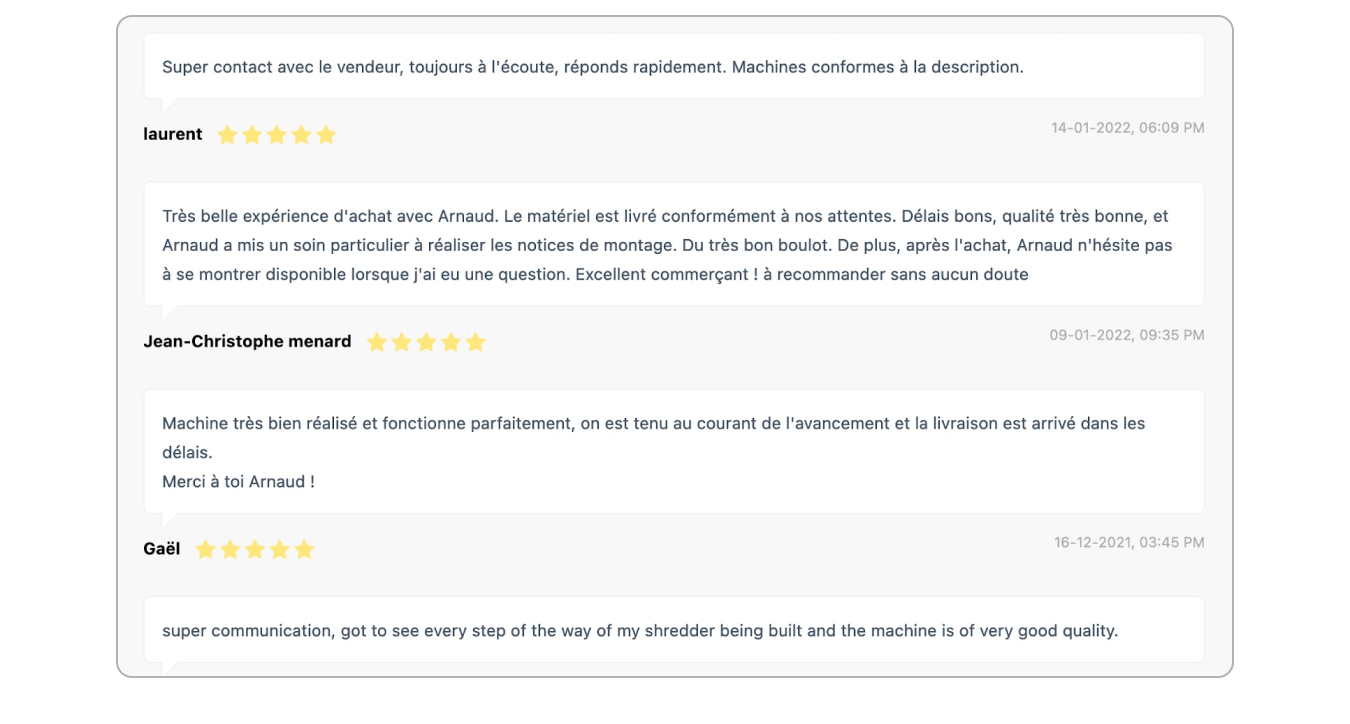 Super contact avec le vendeur, toujours à l'écoute, réponds rapidement. Machines conformes à la description.
laurent
14-01-2022, 06:09 PM
Très belle expérience d'achat avec Arnaud. Le matériel est livré conformément à nos attentes. Délais bons, qualité très bonne, et
Arnaud a mis un soin particulier à réaliser les notices de montage. Du très bon boulot. De plus, après l'achat, Arnaud n'hésite pas
à se montrer disponible lorsque j'ai eu une question. Excellent commerçant ! à recommander sans aucun doute
Jean-Christophe menard
09-01-2022, 09:35 PM
Machine très bien réalisé et fonctionne parfaitement, on est tenu au courant de l'avancement et la livraison est arrivé dans les
délais.
Merci à toi Arnaud !
Gaël
16-12-2021, 03:45 PM
super communication, got to see every step of the way of my shredder being built and the machine is of very good quality.